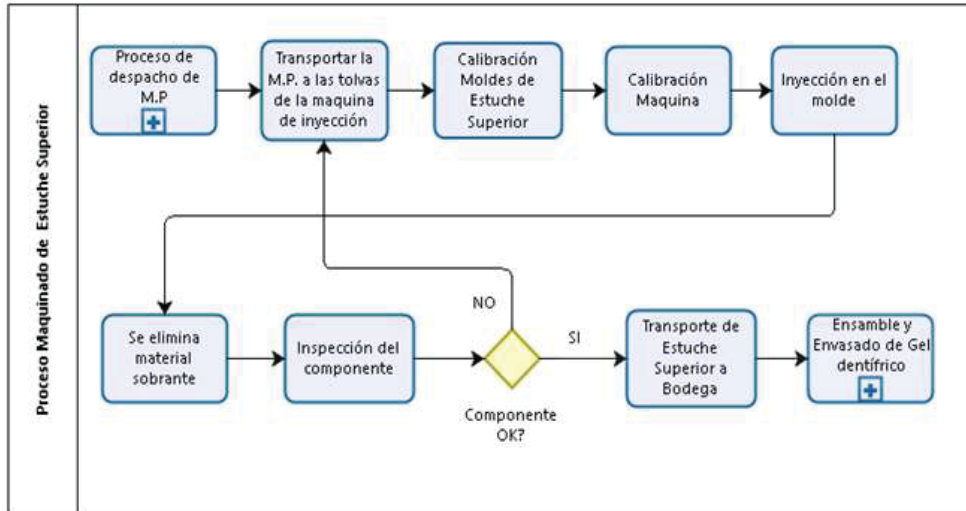 Proceso Maquinado de Estuche Superior
Proceso de
despacho de
M.P
Transportar la
M.P. a las tolvas
de la maquina
de inyección
Calibración
Moldes de
Estuche
Superior
Calibración
Maquina
Inyección en el
molde
Se elimina
material
sobrante
Inspección del
componente
NO
SI
Componente
OK?
Transporte de
Estuche
Superior a
Bodega
Ensamble y
Envasado de Gel
dentífrico